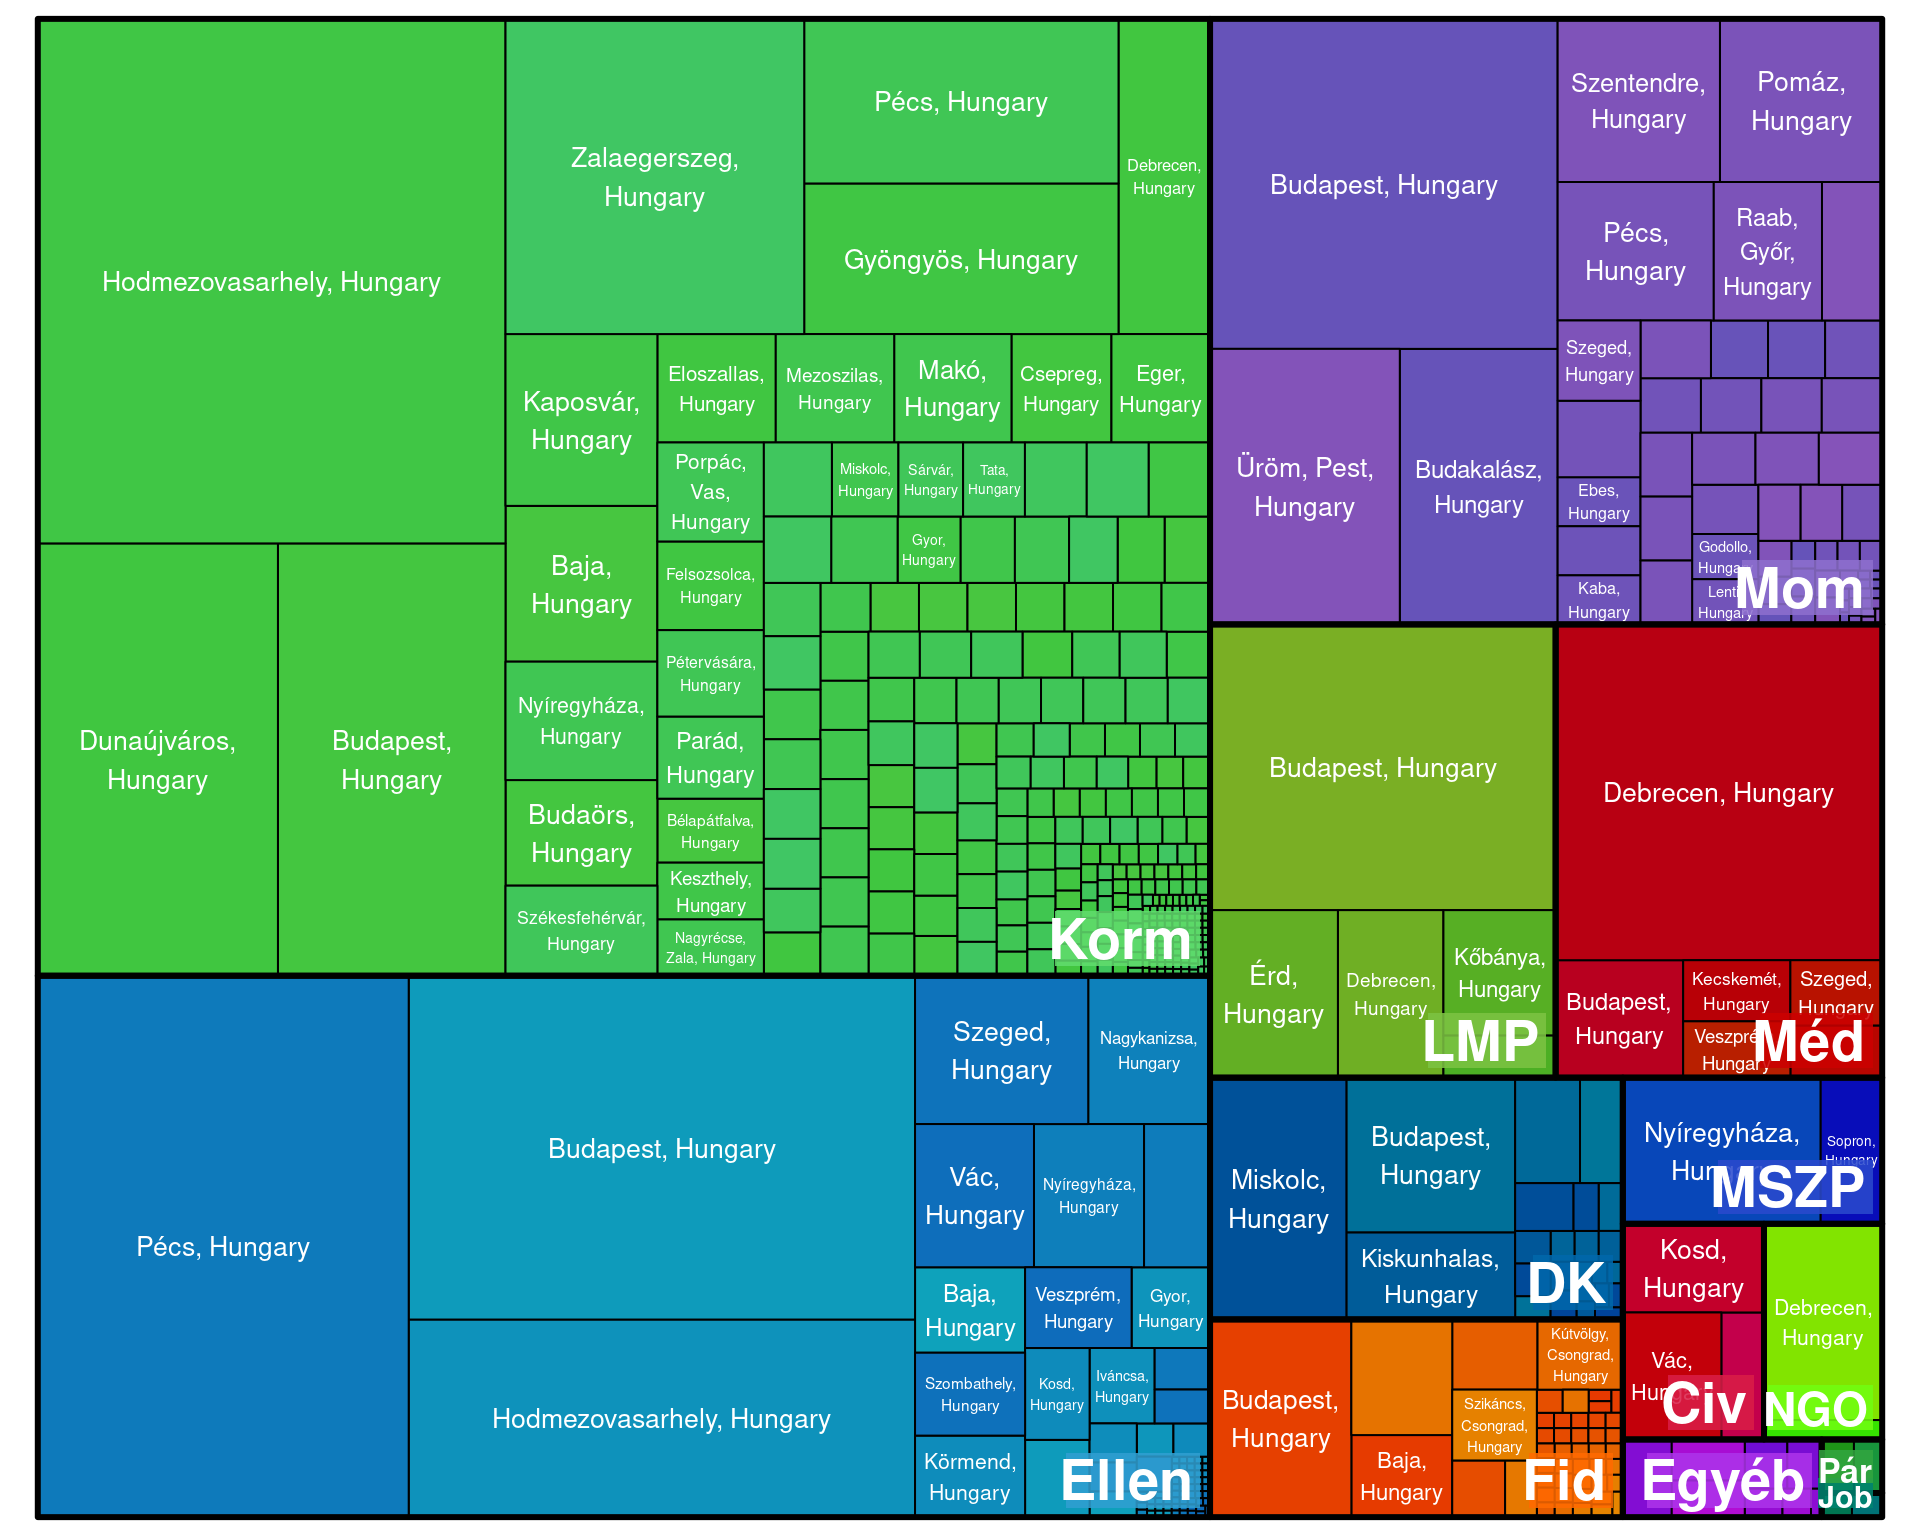 Hodmezovasarhely, Hungary
Dunaújváros,
Hungary
Budapest,
Hungary
Zalaegerszeg,
Hungary
Pécs, Hungary
Gyöngyös, Hungary
Debrecen,
Hungary
Kaposvár,
Hungary
Baja,
Hungary
Nyíregyháza,
Hungary
Budaörs,
Hungary
Székesfehérvár,
Hungary
Eloszallas,
Hungary
Mezoszilas,
Hungary
Makó,
Hungary
Csepreg,
Hungary
Eger,
Hungary
Porpác,
Vas,
Hungary
Felsozsolca,
Hungary
Pétervására,
Hungary
Parád,
Hungary
Bélapátfalva,
Hungary
Keszthely,
Hungary
Nagyrécse,
Zala, Hungary
Miskolc,
Hungary
Sárvár,
Hungary
Tata,
Hungary
Gyor,
Hungary
Korm
Budapest, Hungary
Üröm, Pest,
Hungary
Budakalász,
Hungary
Szentendre,
Hungary
Pomáz,
Hungary
Pécs,
Hungary
Raab,
Győr,
Hungary
Szeged,
Hungary
Ebes,
Hungary
Kaba,
Hungary
Godollo,
Hungary
Lenti,
Hungary
Mom
Budapest, Hungary
Érd,
Hungary
Debrecen,
Hungary
Kőbánya,
Hungary
LMP
Debrecen, Hungary
Budapest,
Hungary
Kecskemét,
Hungary
Szeged,
Hungary
Veszprém,
Hungary
Méd
Pécs, Hungary
Budapest, Hungary
Hodmezovasarhely, Hungary
Szeged,
Hungary
Nagykanizsa,
Hungary
Vác,
Hungary
Nyíregyháza,
Hungary
Baja,
Hungary
Veszprém,
Hungary
Gyor,
Hungary
Szombathely,
Hungary
Kosd,
Hungary
Iváncsa,
Hungary
Körmend,
Hungary
Ellen
Miskolc,
Hungary
Budapest,
Hungary
Kiskunhalas,
Hungary
DK
Nyíregyháza,
Hungary
Sopron,
Hungary
MSZP
Budapest,
Hungary
Baja,
Hungary
Kútvölgy,
Csongrad,
Hungary
Szikáncs,
Csongrad,
Hungary
Fid
Kosd,
Hungary
Vác,
Hungary
Civ
Debrecen,
Hungary
NGO
Egyéb
Pár
Job